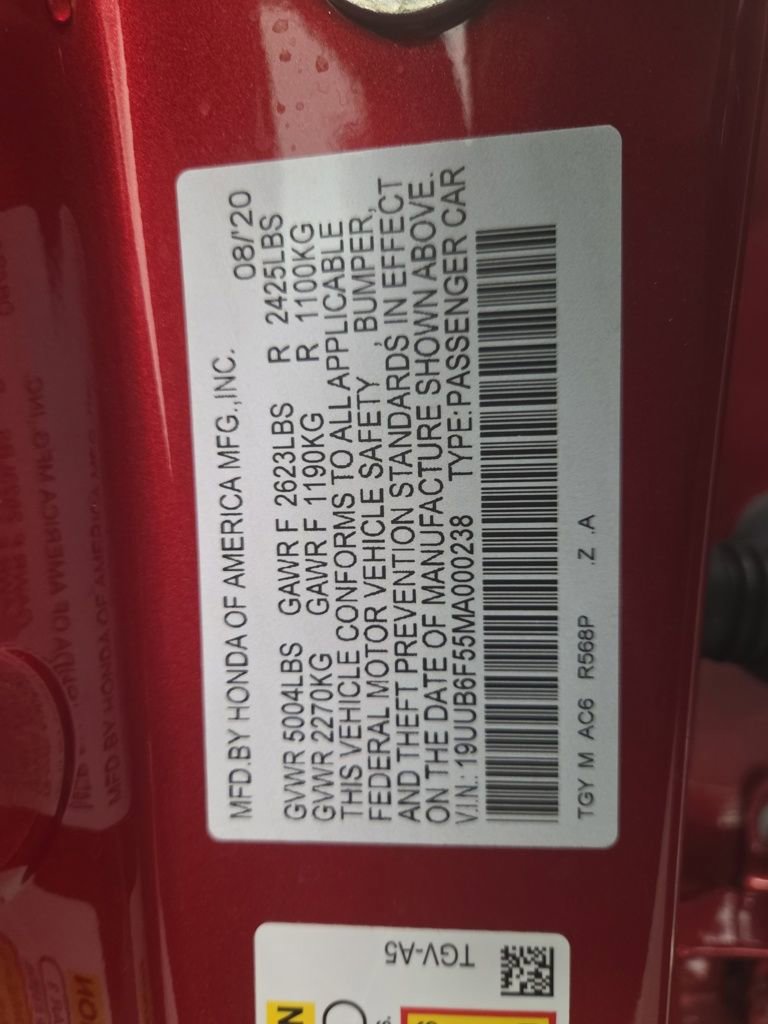 MFD.BY HONDA OF AMERICA MFG.,INC. 08/'20
GVWR 5004LBS GAWR F 2623LBS R 2425LBS
GVWR 2270KG GAWR F 1190KG R 1100KG
THIS VEHICLE CONFORMS TO ALL APPLICABLE
FEDERAL MOTOR VEHICLE SAFETY, BUMPER,
AND THEFT PREVENTION STANDARDS IN EFFECT
ON THE DATE OF MANUFACTURE SHOWN ABOVE.
V.I.N.: 19UUB6F55MA000238 TYPE:PASSENGER CAR
TGY M AC6 R568P .Z .A
TGV-A5